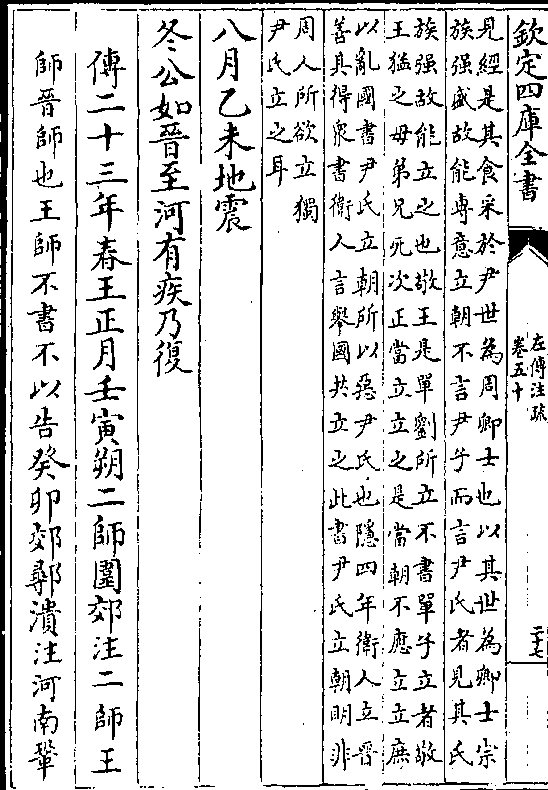 欽定四庫全書
左傳注疏
卷五十
二十七
見經是其食采於尹世為周卿士也以其世為卿士宗
族强盛故能專意立朝不言尹子而言尹氏者見其氏
族强故能立之也敬王是單劉所立不書單子立者敬
王猛之母弟兄死次正當立立之是當朝不應立立庶
以亂國書尹氏立朝所以惡尹氏也隱四年衛人立晋
善其得衆書衛人言舉國共立之此書尹氏立朝明非
周人所欲立獨
尹氏立之耳
八月乙未地震
冬公如晉至河有疾乃復
傳二十三年春王正月壬寅朔二師圍郊注二師王
師晉師也王師不書不以告癸卯郊鄩潰注河南鞏